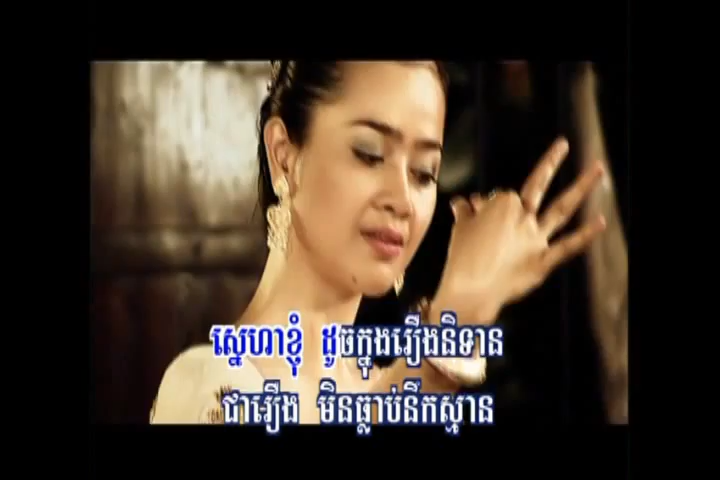 ស្នេហាខ្ញុំ ដូចក្នុងរឿងនិទាន
ជារឿង មិនធ្លាប់នឹកស្មាន